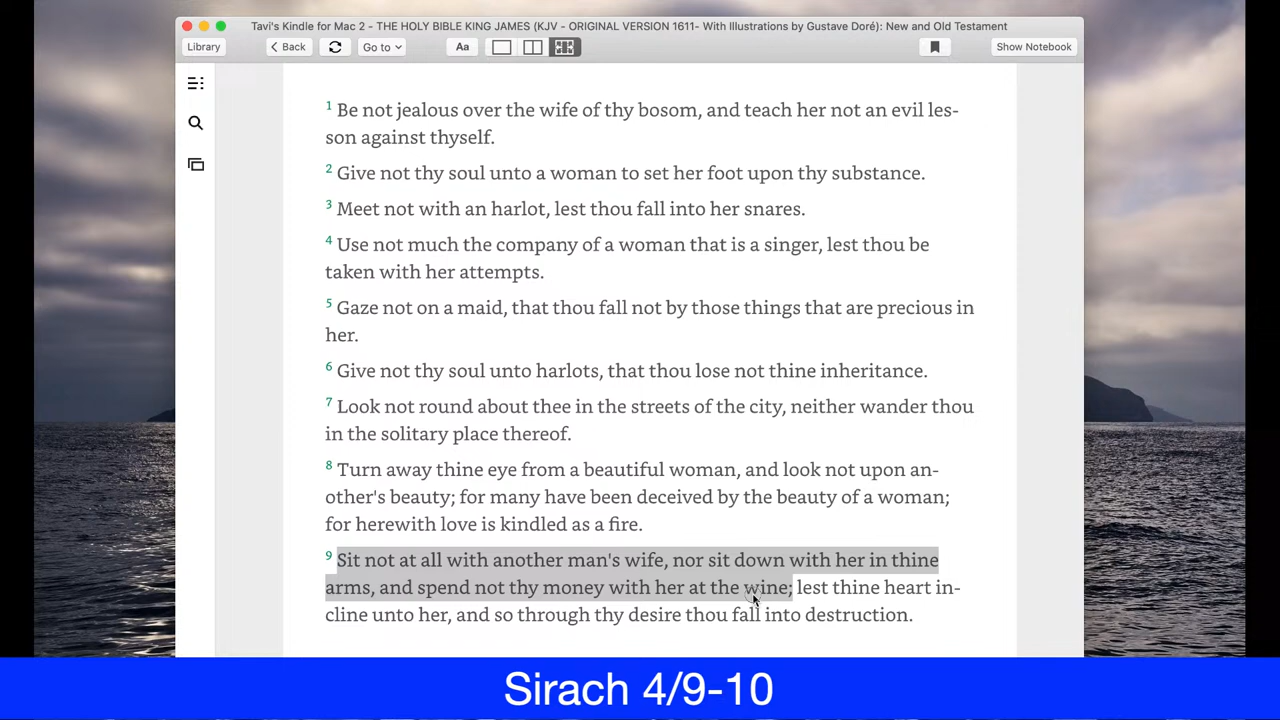 Tavi's Kindle for Mac 2 - THE HOLY BIBLE KING JAMES (KJV - ORIGINAL VERSION 1611- With Illustrations by Gustave Doré): New and Old Testament
Library Back Go to Aa Show Notebook
1 Be not jealous over the wife of thy bosom, and teach her not an evil les-
son against thyself.
2 Give not thy soul unto a woman to set her foot upon thy substance.
3 Meet not with an harlot, lest thou fall into her snares.
4 Use not much the company of a woman that is a singer, lest thou be
taken with her attempts.
5 Gaze not on a maid, that thou fall not by those things that are precious in
her.
6 Give not thy soul unto harlots, that thou lose not thine inheritance.
7 Look not round about thee in the streets of the city, neither wander thou
in the solitary place thereof.
8 Turn away thine eye from a beautiful woman, and look not upon an-
other's beauty; for many have been deceived by the beauty of a woman;
for herewith love is kindled as a fire.
9 Sit not at all with another man's wife, nor sit down with her in thine
arms, and spend not thy money with her at the wine; lest thine heart in-
cline unto her, and so through thy desire thou fall into destruction.
Sirach 4/9-10